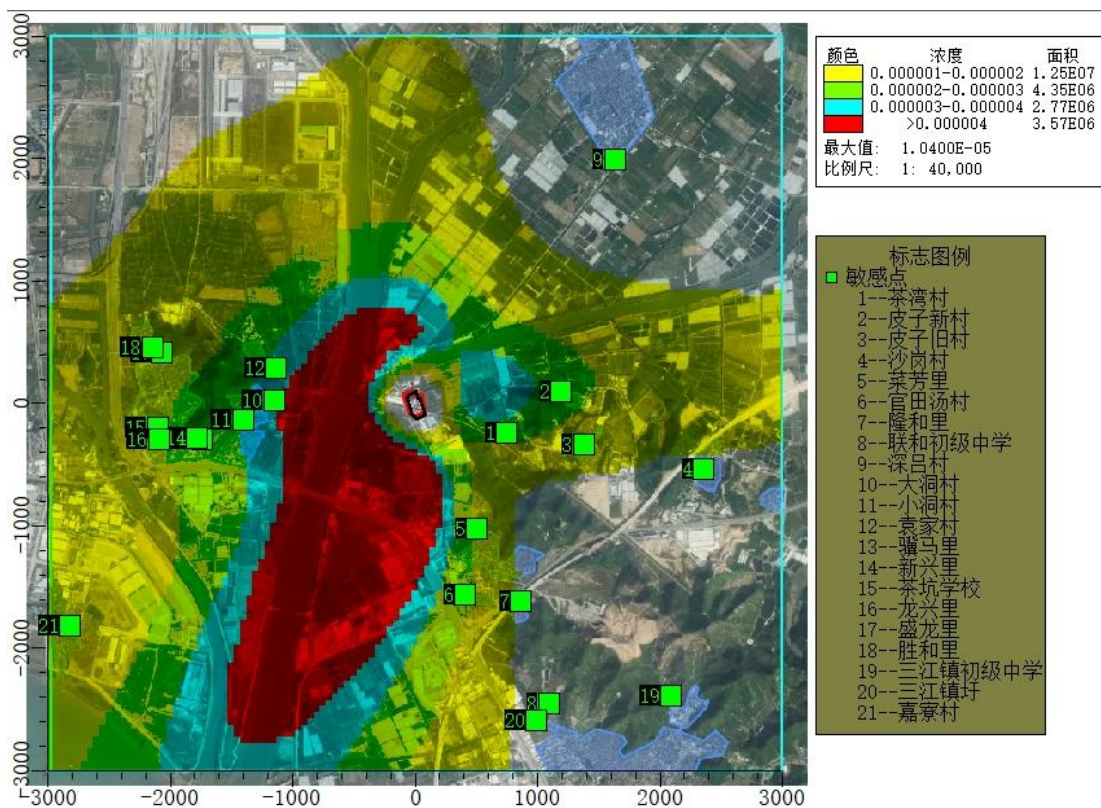 颜色 浓度 面积
0.000001-0.000002 1.25E07
0.000002-0.000003 4.35E06
0.000003-0.000004 2.77E06
>0.000004 3.57E06
最大值: 1.0400E-05
比例尺: 1: 40,000
标志图例
敏感点
1--茶湾村
2--皮子新村
3--皮子旧村
4--沙岗村
5--菜芳里
6--官田汤村
7--隆和里
8--联和初级中学
9--深吕村
10--大洞村
11--小洞村
12--袁家村
13--骥马里
14--新兴里
15--茶坑学校
16--龙兴里
17--盛龙里
18--胜和里
19--三江镇初级中学
20--三江镇圩
21--嘉寮村
3000
2000
1000
0
-1000
-2000
-3000
-3000 -2000 -1000 0 1000 2000 3000
9
18
12
2
10
11
1
15
16
14
3
4
5
6
7
21
19
8
20